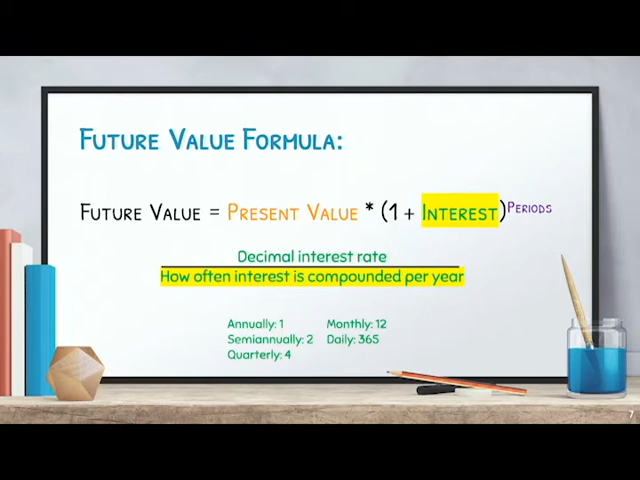 Future Value Formula:
Future Value = Present Value * (1 + Interest)^Periods
Decimal interest rate
How often interest is compounded per year
Annually: 1 Monthly: 12
Semiannually: 2 Daily: 365
Quarterly: 4
7